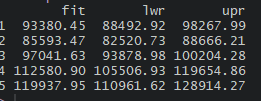 fit lwr upr
1 93380.45 88492.92 98267.99
2 85593.47 82520.73 88666.21
3 97041.63 93878.98 100204.28
4 112580.90 105506.93 119654.86
5 119937.95 110961.62 128914.27